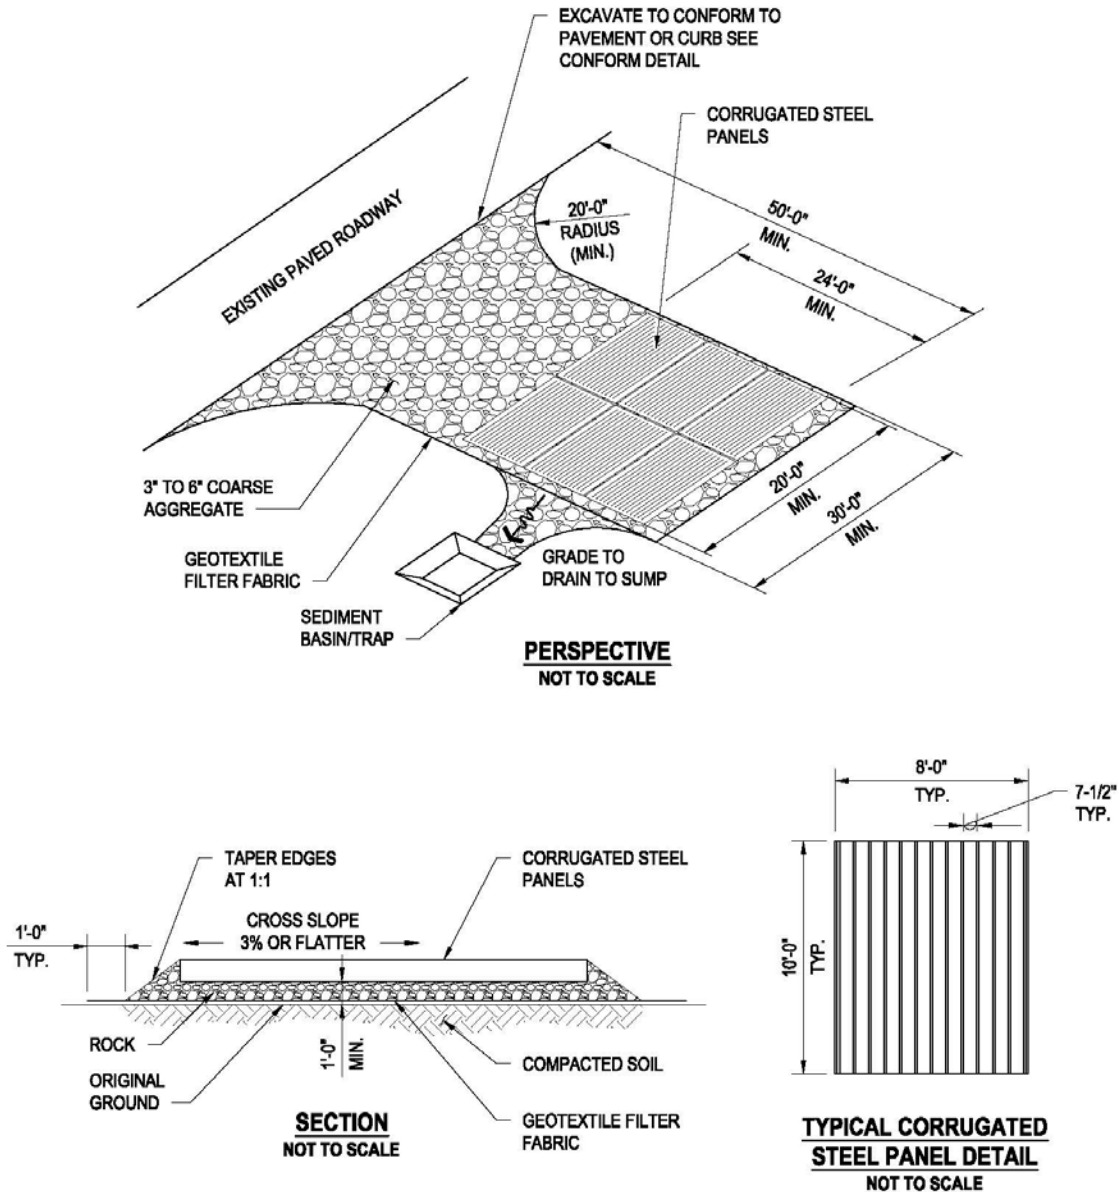 EXCAVATE TO CONFORM TO
PAVEMENT OR CURB SEE
CONFORM DETAIL
CORRUGATED STEEL
PANELS
EXISTING PAVED ROADWAY
20'-0"
RADIUS
(MIN.)
50'-0"
MIN.
24'-0"
MIN.
3" TO 6" COARSE
AGGREGATE
GEOTEXTILE
FILTER FABRIC
SEDIMENT
BASIN/TRAP
GRADE TO
DRAIN TO SUMP
20'-0"
MIN.
30'-0"
MIN.
PERSPECTIVE
NOT TO SCALE
TAPER EDGES
AT 1:1
CORRUGATED STEEL
PANELS
CROSS SLOPE
3% OR FLATTER
1'-0"
TYP.
ROCK
ORIGINAL
GROUND
1'-0"
MIN.
COMPACTED SOIL
GEOTEXTILE FILTER
FABRIC
SECTION
NOT TO SCALE
8'-0"
TYP.
7-1/2"
TYP.
10'-0"
TYP.
TYPICAL CORRUGATED
STEEL PANEL DETAIL
NOT TO SCALE